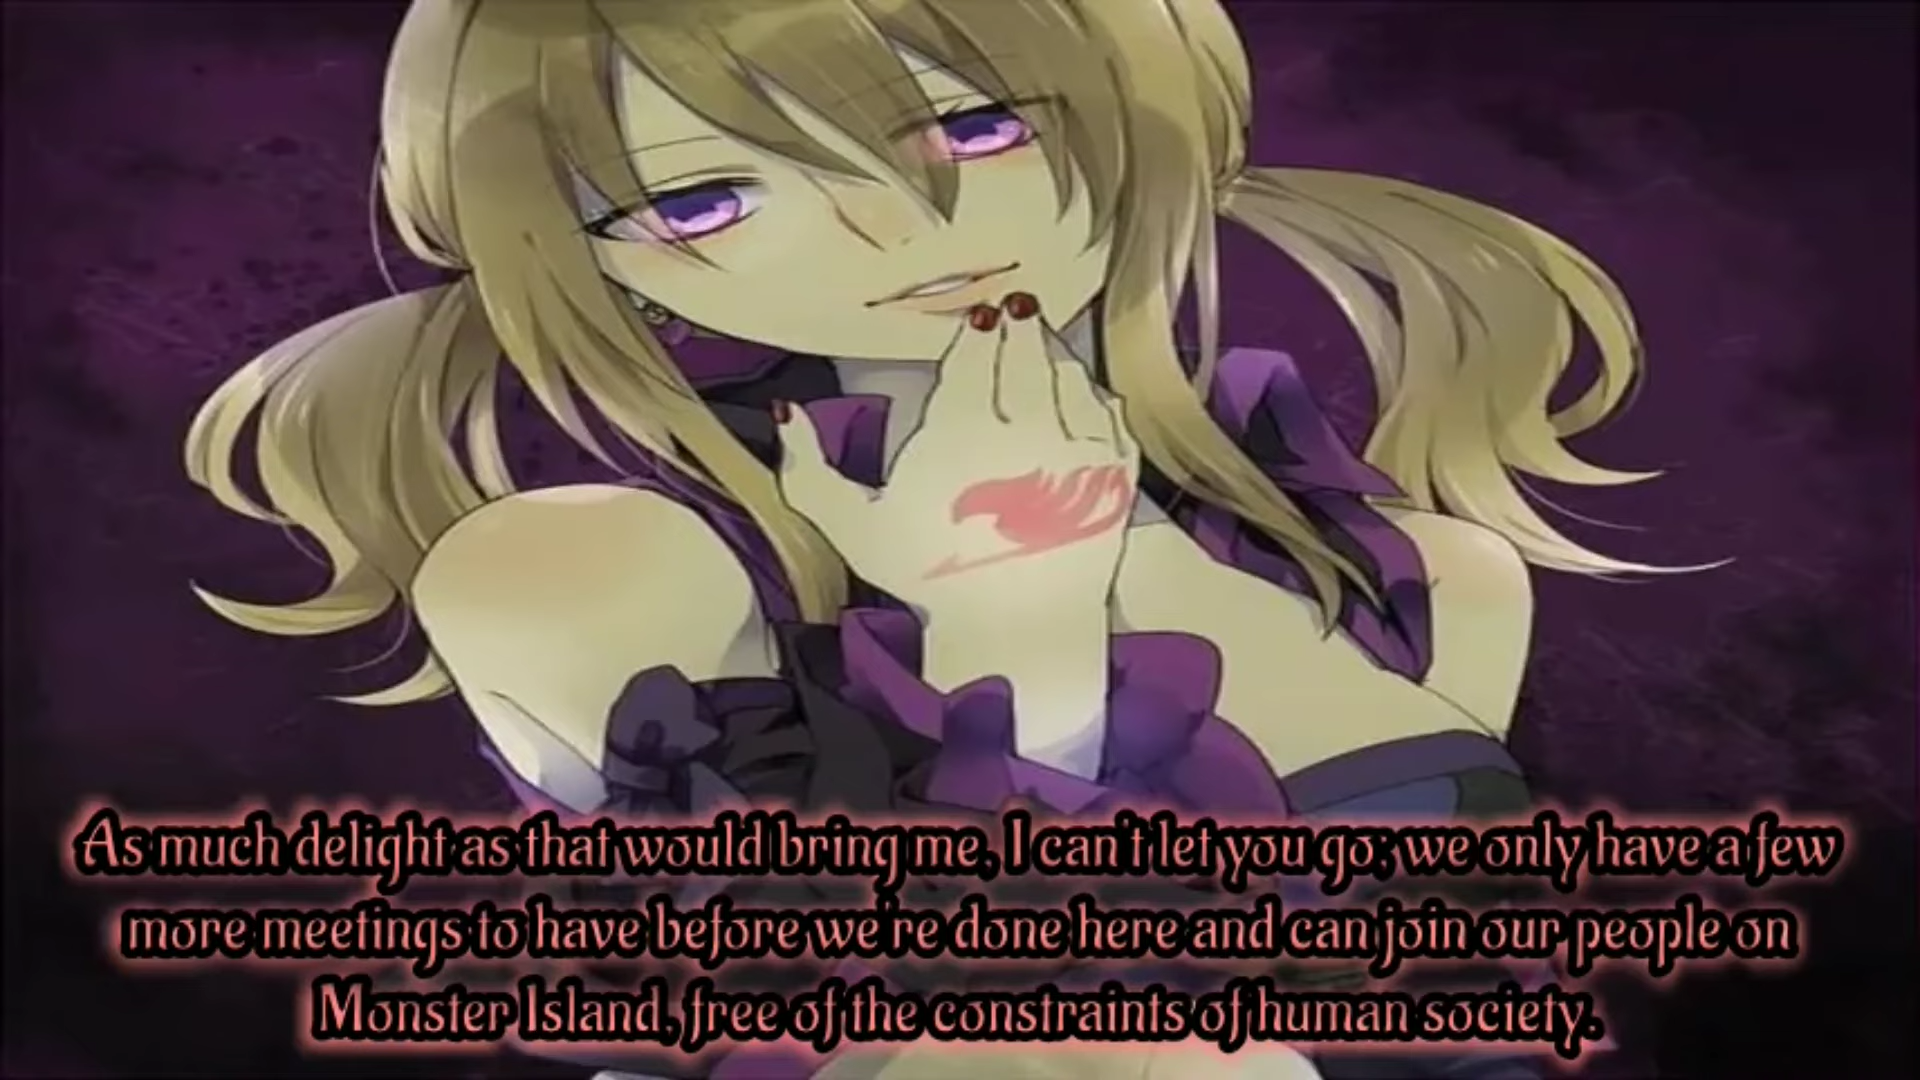 As much delight as that would bring me, I can't let you go; we only have a few
more meetings to have before we're done here and can join our people on
Monster Island, free of the constraints of human society.